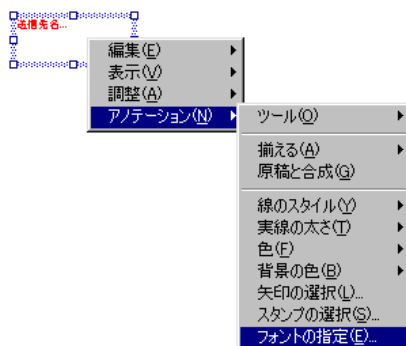 送信先名...
編集(E)
表示(V)
調整(A)
アノテーション(N)
ツール(O)
揃える(A)
原稿と合成(G)
線のスタイル(Y)
実線の太さ(T)
色(F)
背景の色(B)
矢印の選択(L)...
スタンプの選択(S)...
フォントの指定(E)...